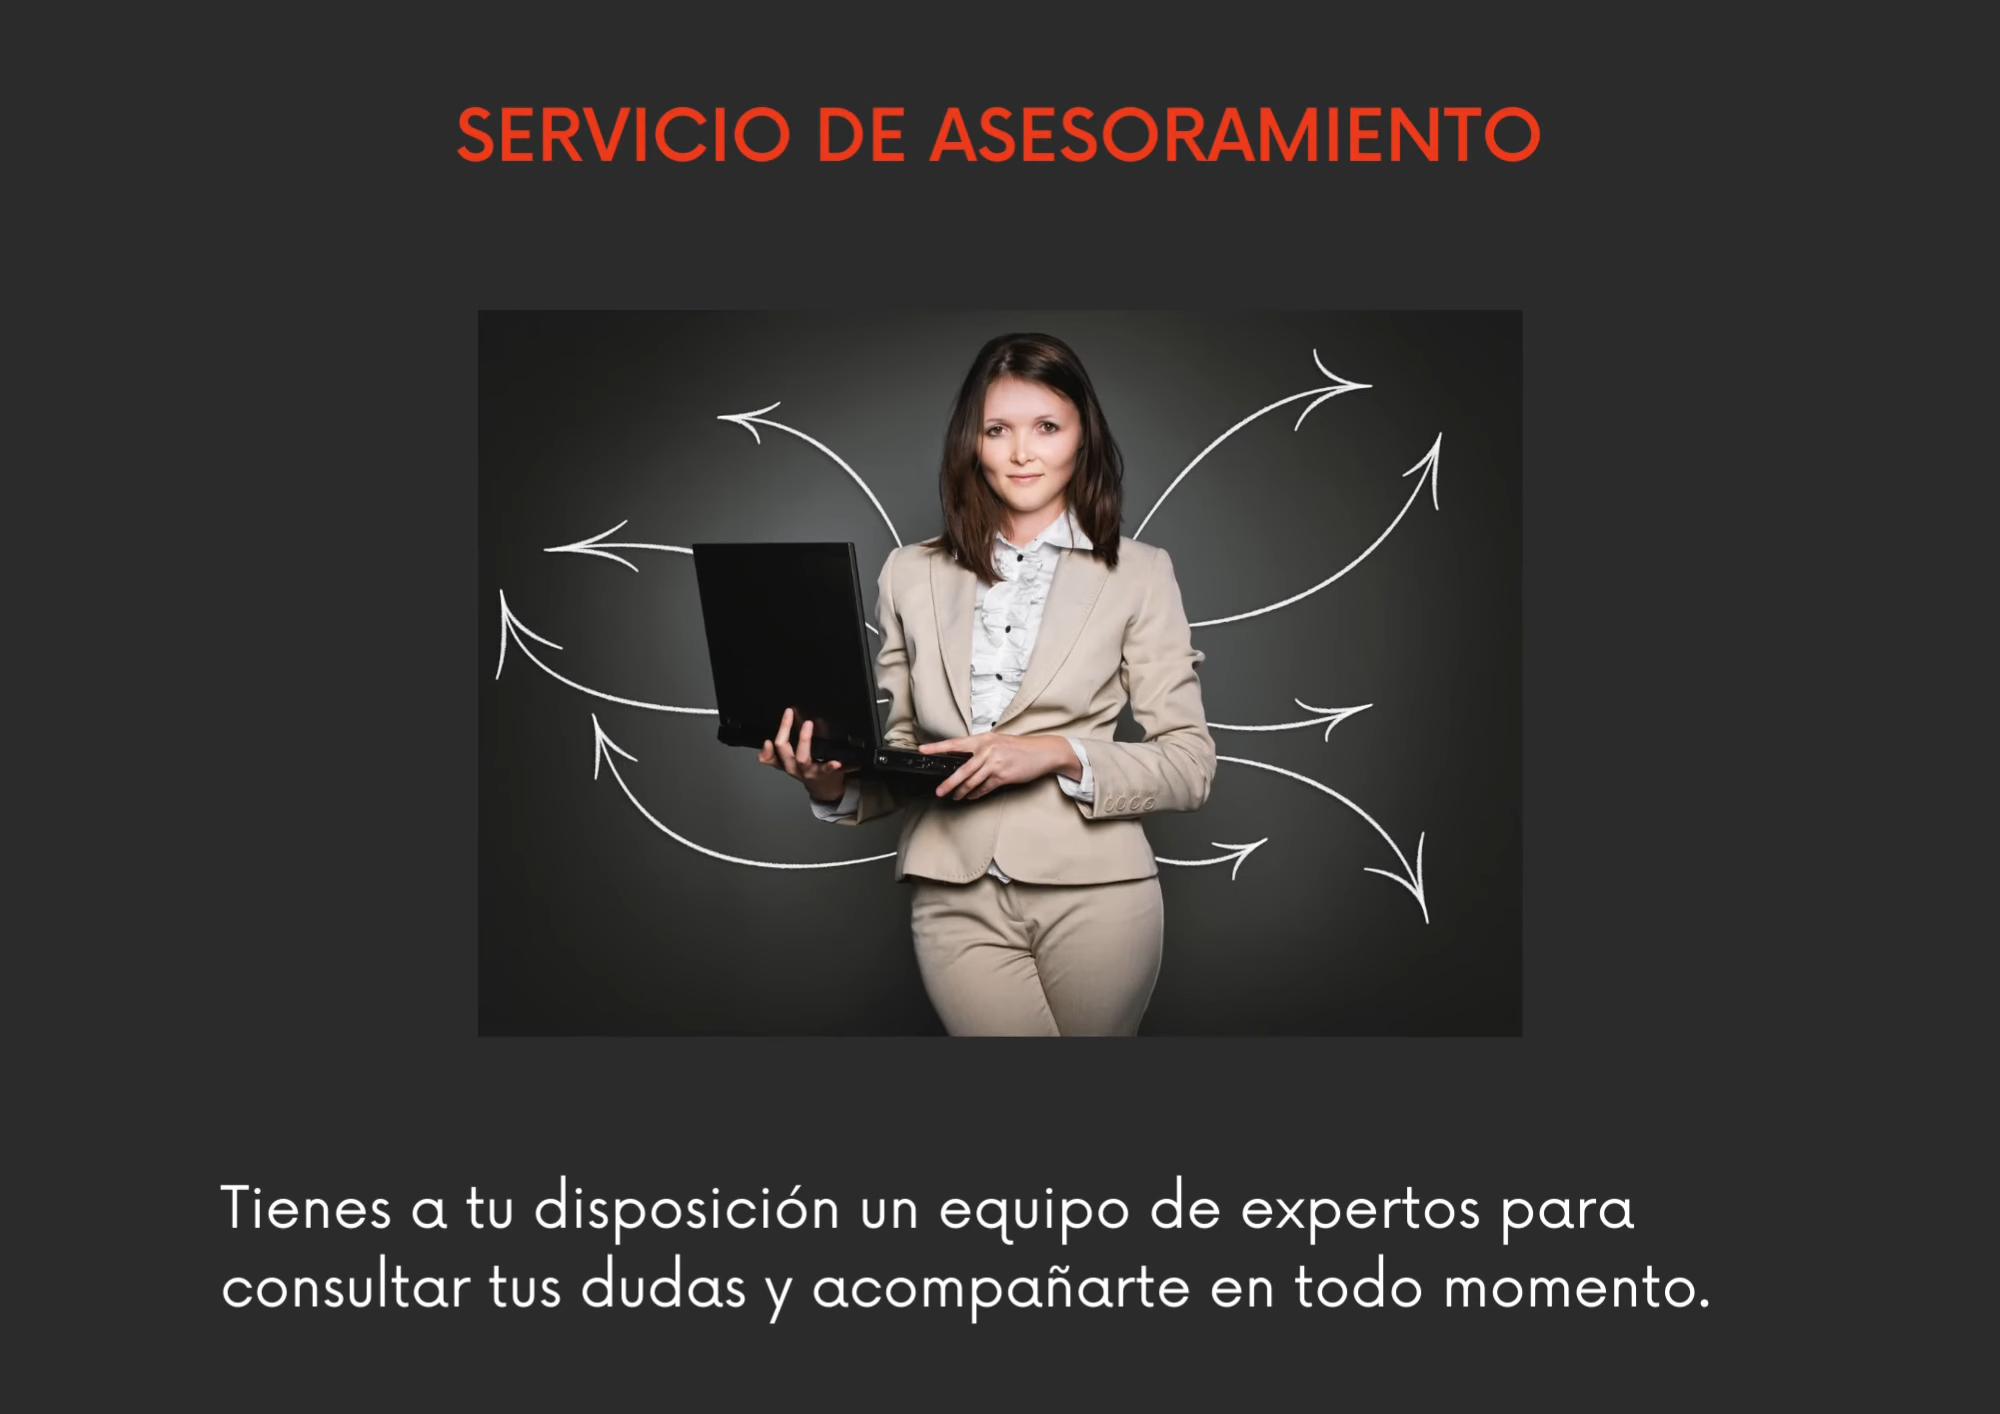 SERVICIO DE ASESORAMIENTO
Tienes a tu disposición un equipo de expertos para
consultar tus dudas y acompañarte en todo momento.